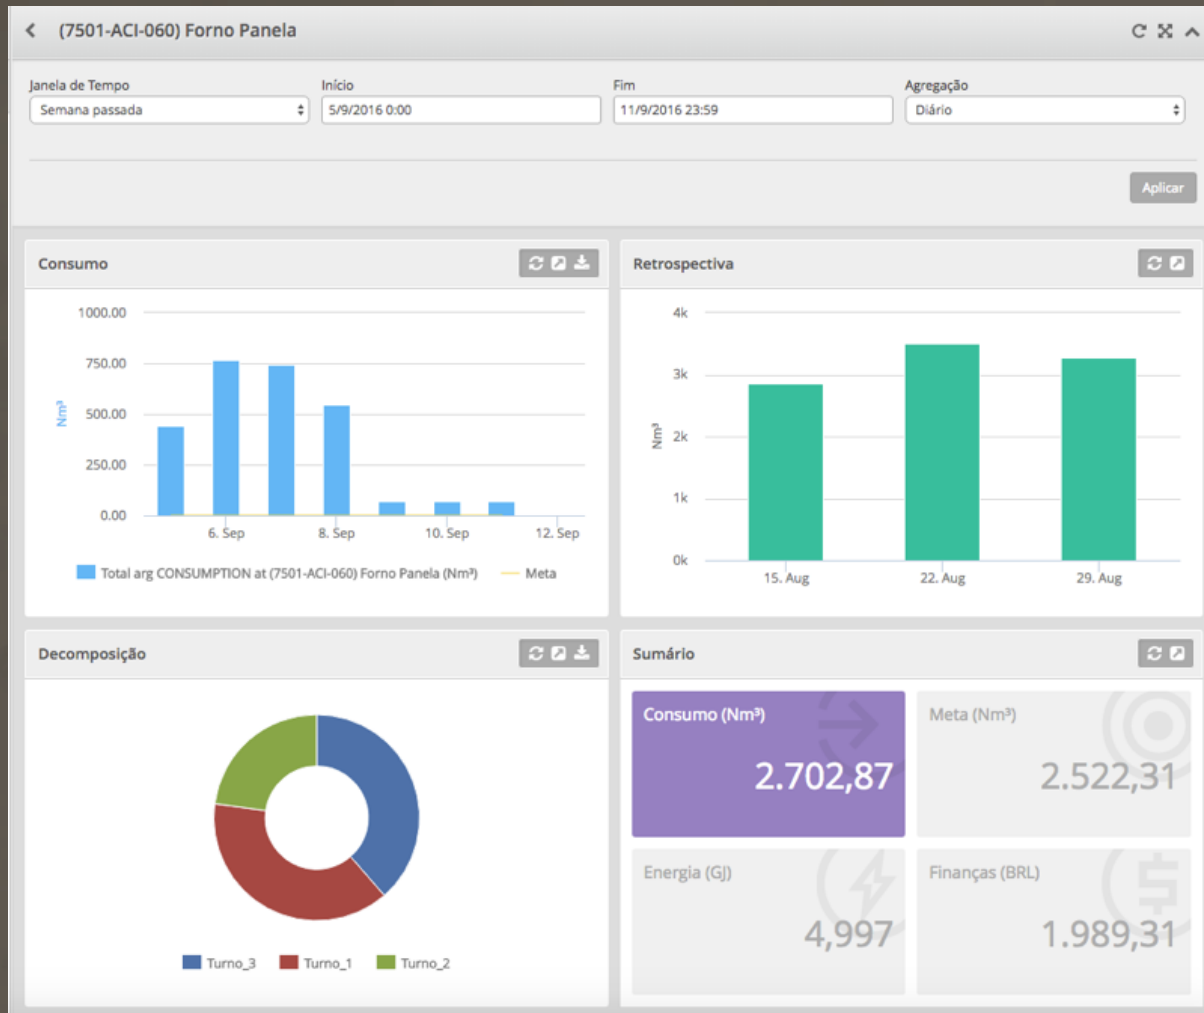 (7501-ACI-060) Forno Panela
Janela de Tempo
Início
Fim
Agregação
Semana passada
5/9/2016 0:00
11/9/2016 23:59
Diário
Aplicar
Consumo
1000.00
750.00
500.00
250.00
0.00
Nm³
6. Sep
8. Sep
10. Sep
12. Sep
Total arg CONSUMPTION at (7501-ACI-060) Forno Panela (Nm³)
Meta
Retrospectiva
4k
3k
2k
1k
0k
Nm³
15. Aug
22. Aug
29. Aug
Decomposição
Turno_3
Turno_1
Turno_2
Sumário
Consumo (Nm³)
2.702,87
Meta (Nm³)
2.522,31
Energia (GJ)
4,997
Finanças (BRL)
1.989,31